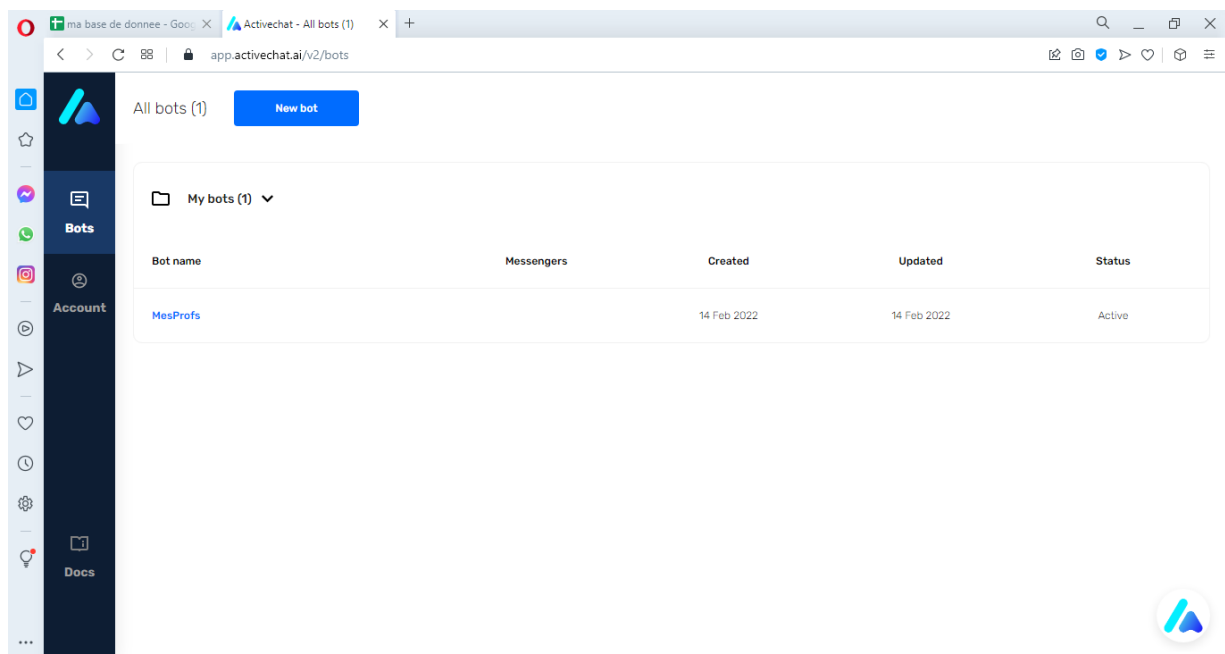 ma base de donnee - Goo
Activechat - All bots (1)
app.activechat.ai/v2/bots
All bots (1)
New bot
My bots (1)
Bots
Bot name Messengers Created Updated Status
Account
MesProfs 14 Feb 2022 14 Feb 2022 Active
Docs